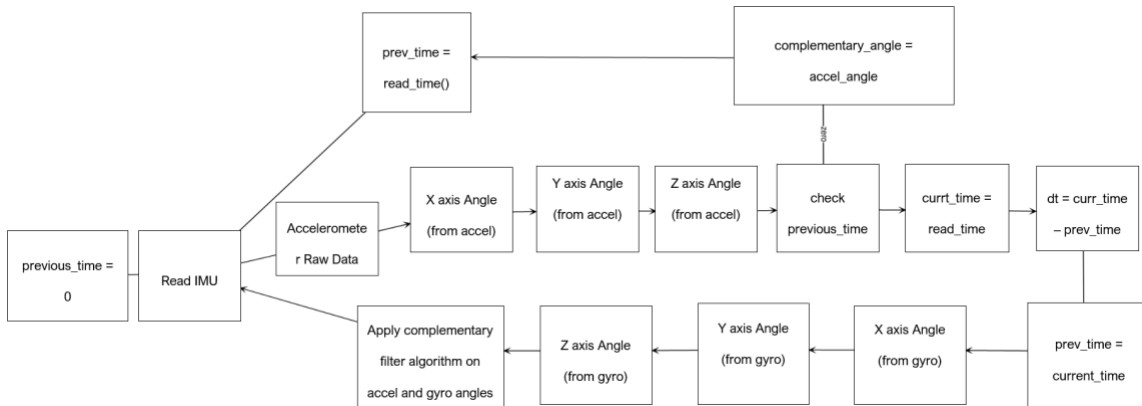 prev_time =
read_time()
complementary_angle =
accel_angle
zero
previous_time =
0
Read IMU
Acceleromete
r Raw Data
X axis Angle
(from accel)
Y axis Angle
(from accel)
Z axis Angle
(from accel)
check
previous_time
currt_time =
read_time
dt = curr_time
– prev_time
prev_time =
current_time
X axis Angle
(from gyro)
Y axis Angle
(from gyro)
Z axis Angle
(from gyro)
Apply complementary
filter algorithm on
accel and gyro angles